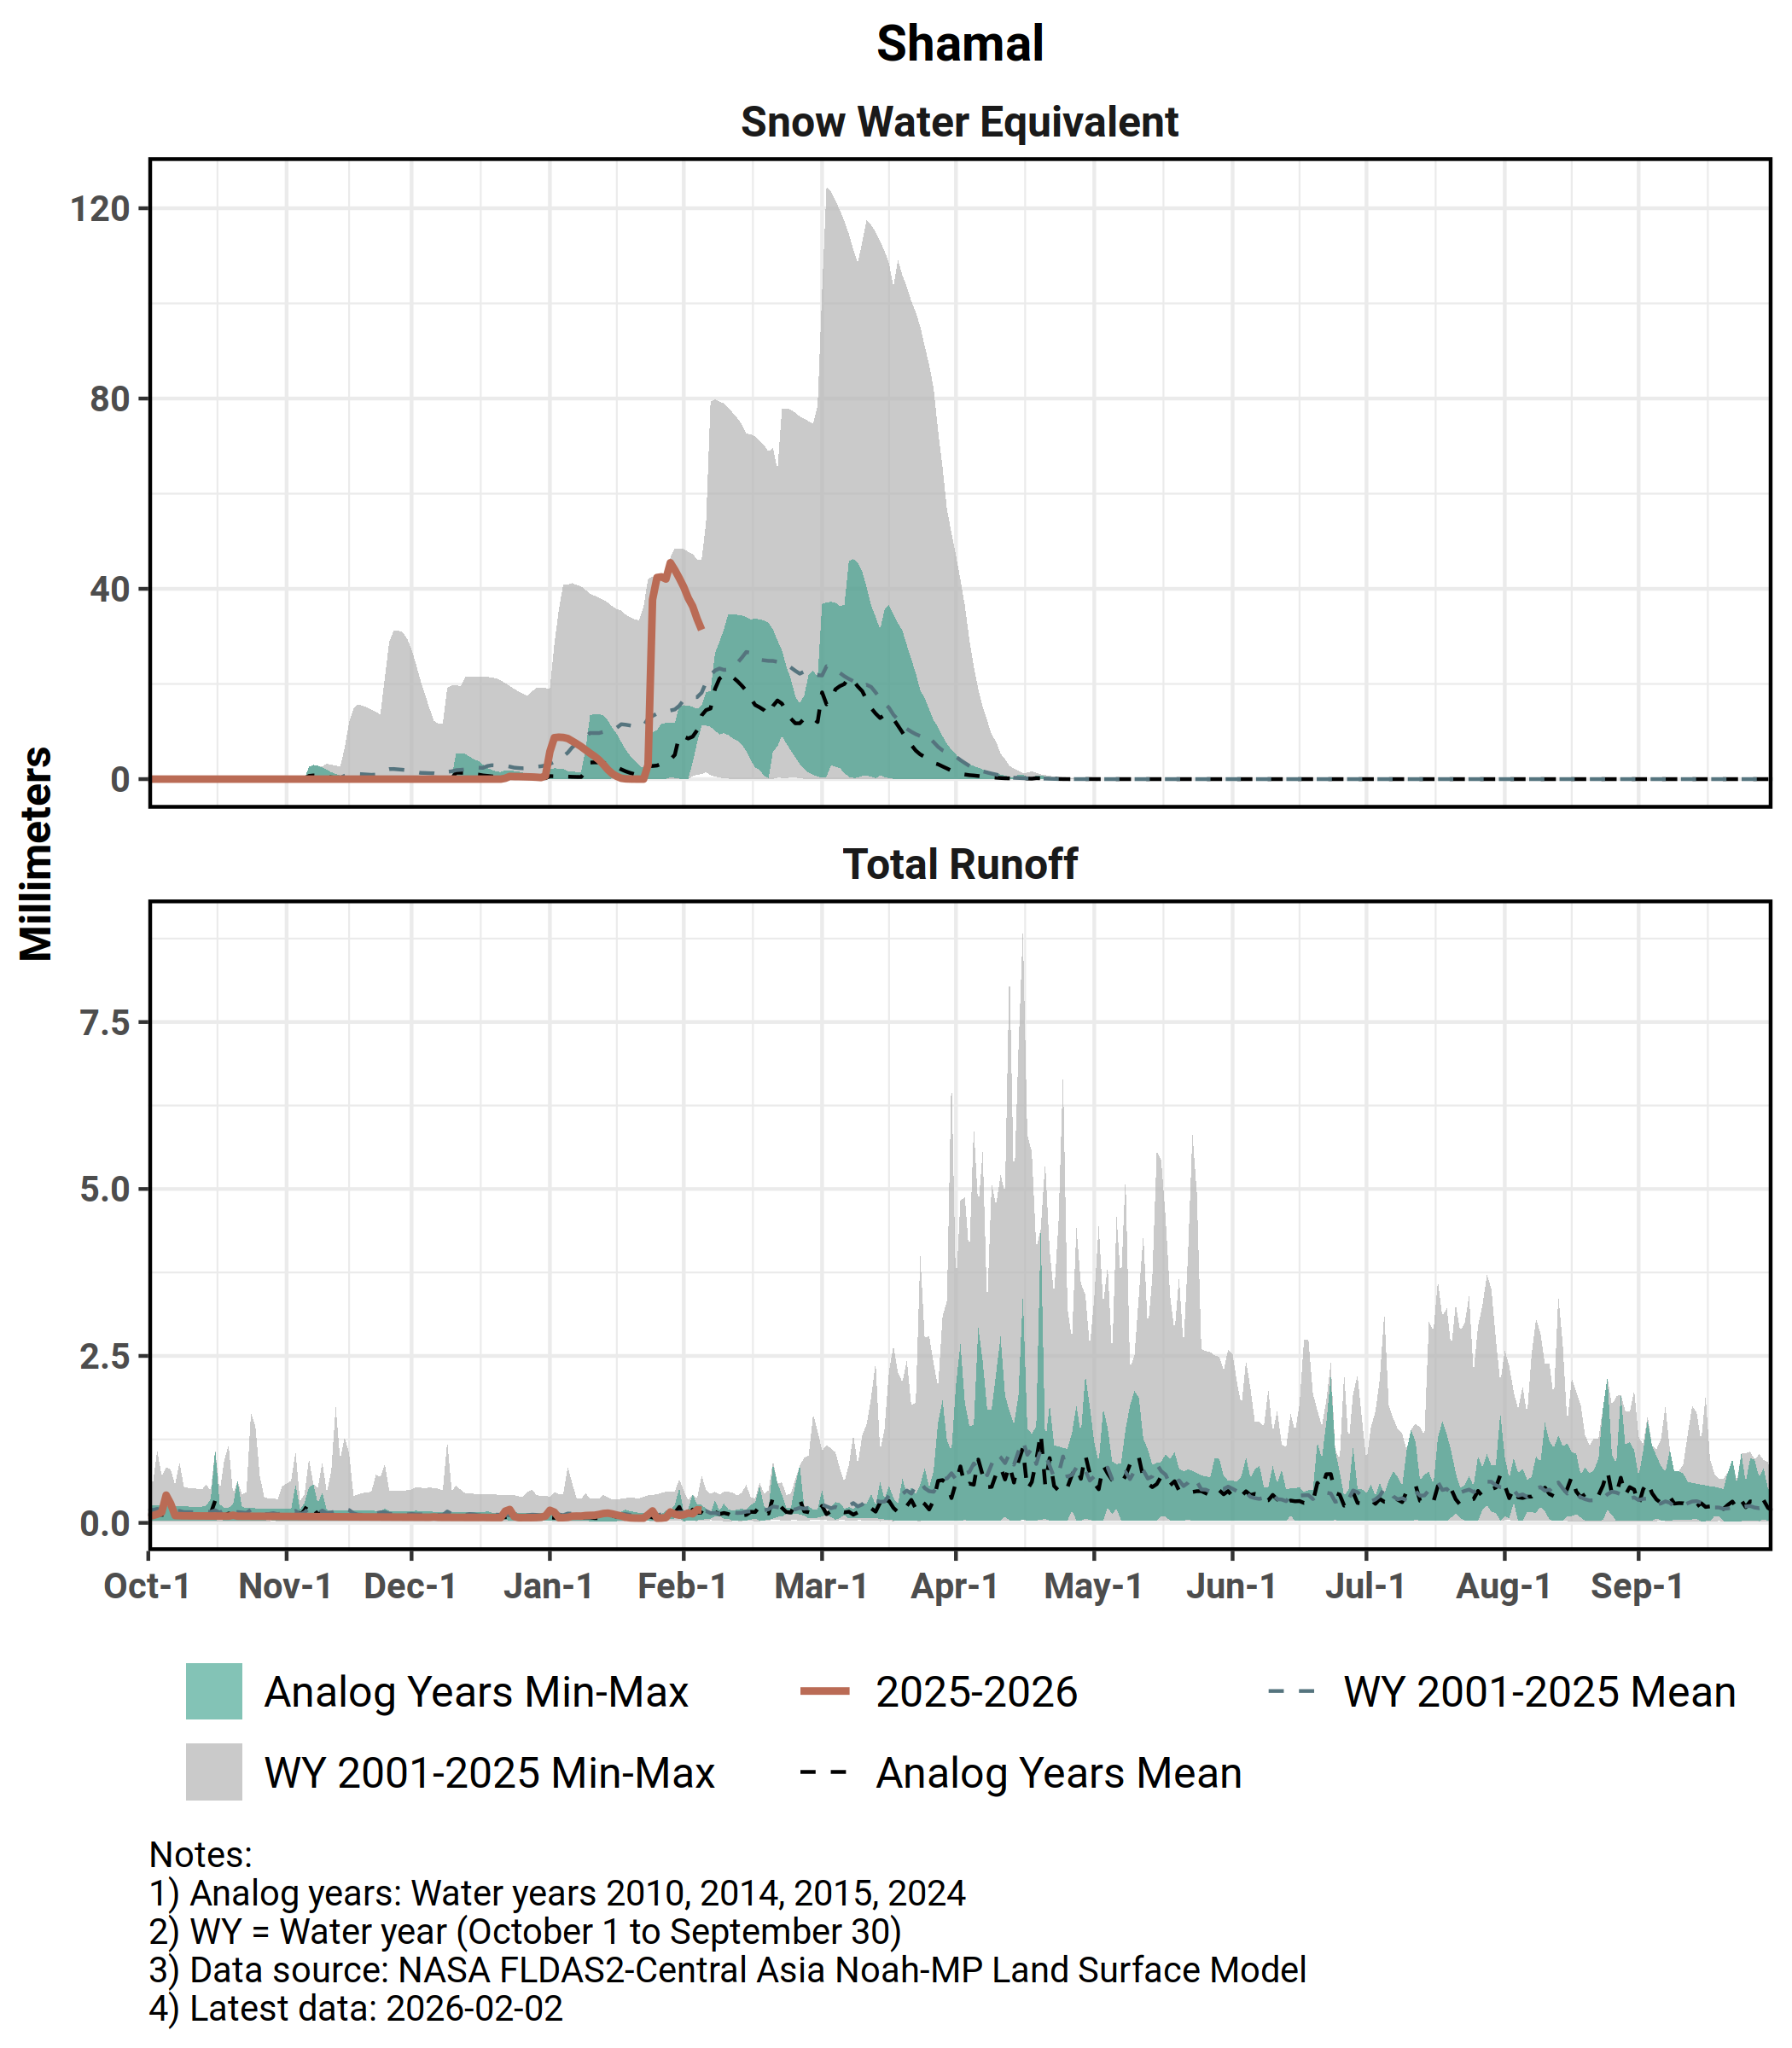 Shamal
Snow Water Equivalent
120
80
40
0
Millimeters
Total Runoff
7.5
5.0
2.5
0.0
Oct-1 Nov-1 Dec-1 Jan-1 Feb-1 Mar-1 Apr-1 May-1 Jun-1 Jul-1 Aug-1 Sep-1
Analog Years Min-Max 2025-2026 WY 2001-2025 Mean
WY 2001-2025 Min-Max Analog Years Mean
Notes:
1) Analog years: Water years 2010, 2014, 2015, 2024
2) WY = Water year (October 1 to September 30)
3) Data source: NASA FLDAS2-Central Asia Noah-MP Land Surface Model
4) Latest data: 2026-02-02